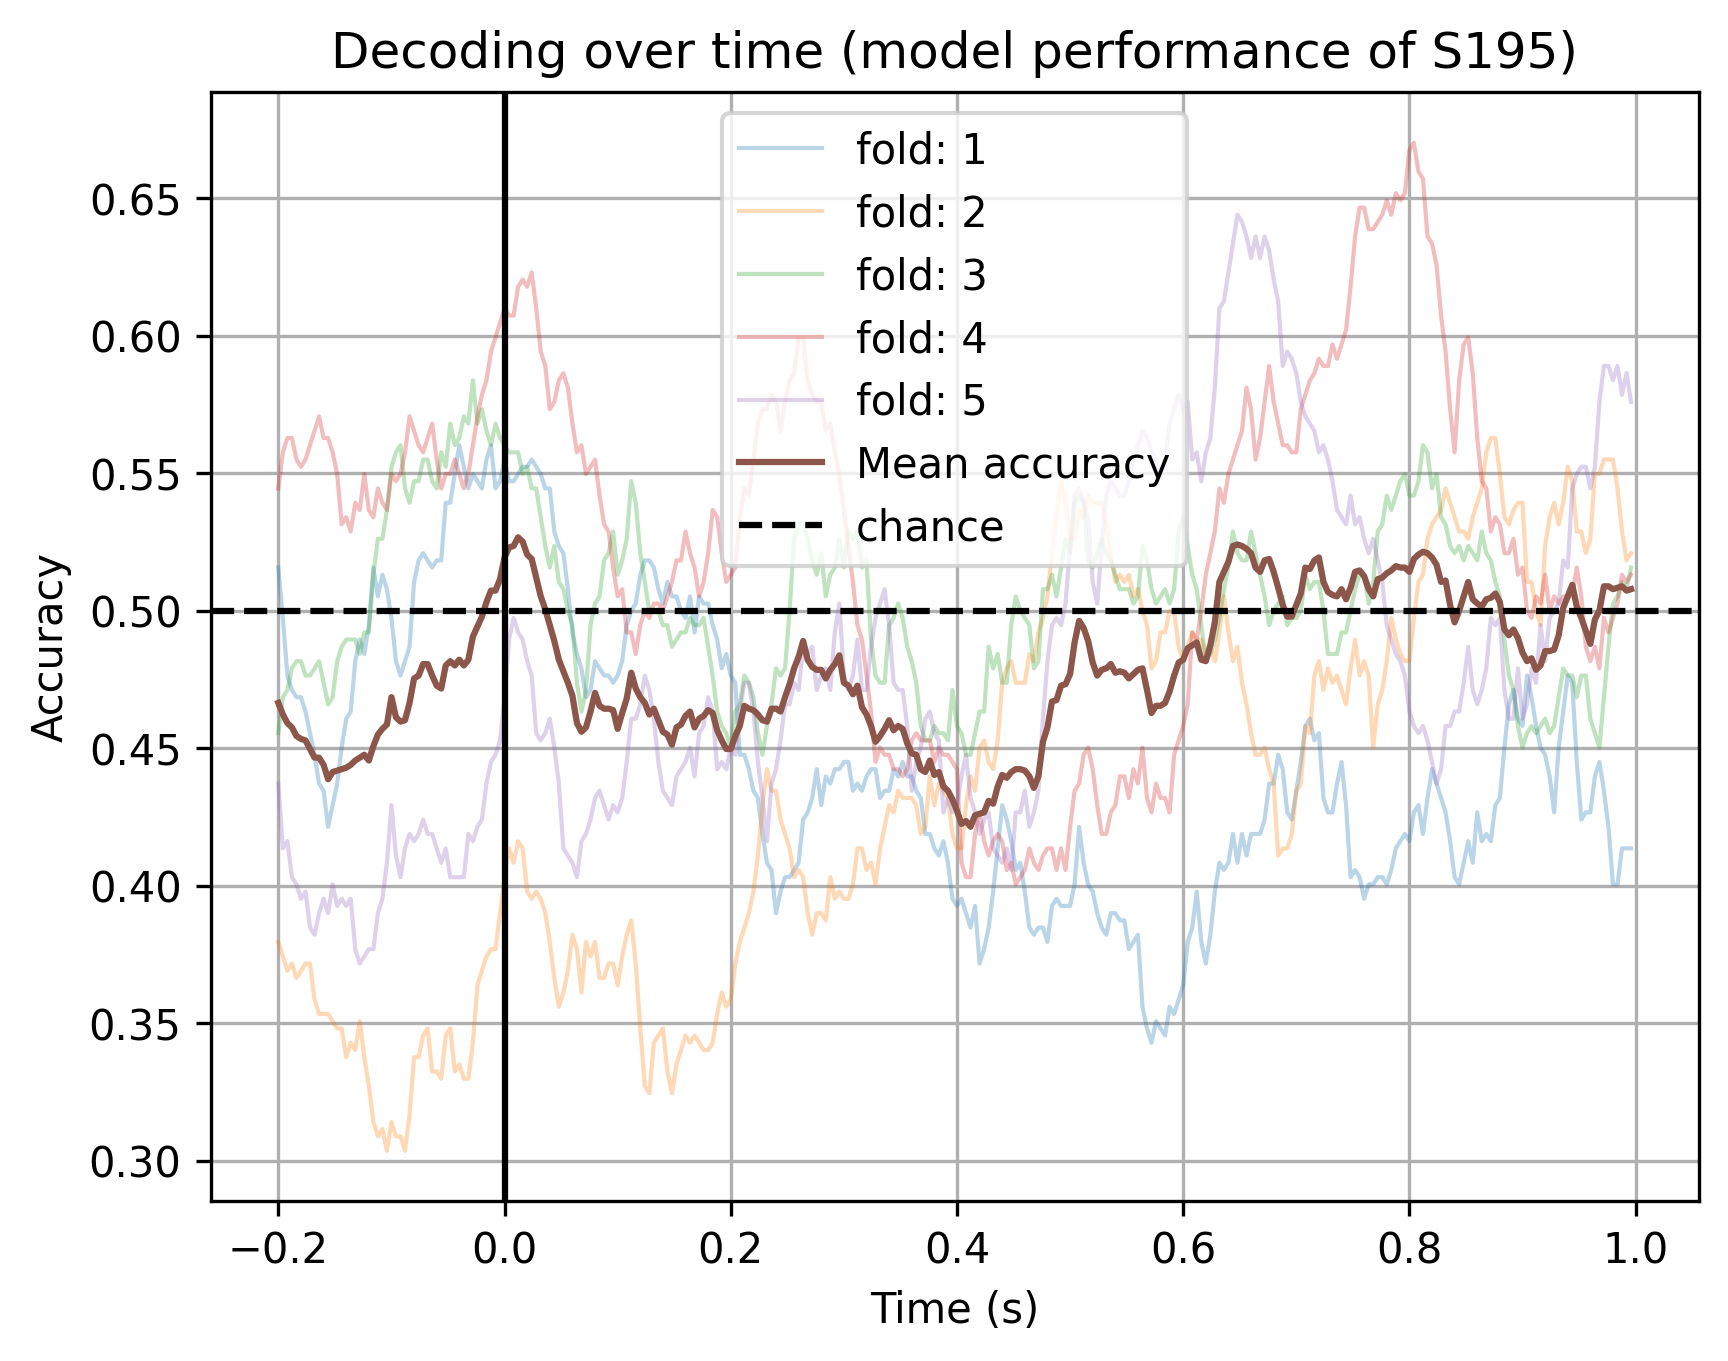 Decoding over time (model performance of S195)
fold: 1
fold: 2
fold: 3
fold: 4
fold: 5
Mean accuracy
chance
Accuracy
0.65
0.60
0.55
0.50
0.45
0.40
0.35
0.30
−0.2 0.0 0.2 0.4 0.6 0.8 1.0
Time (s)